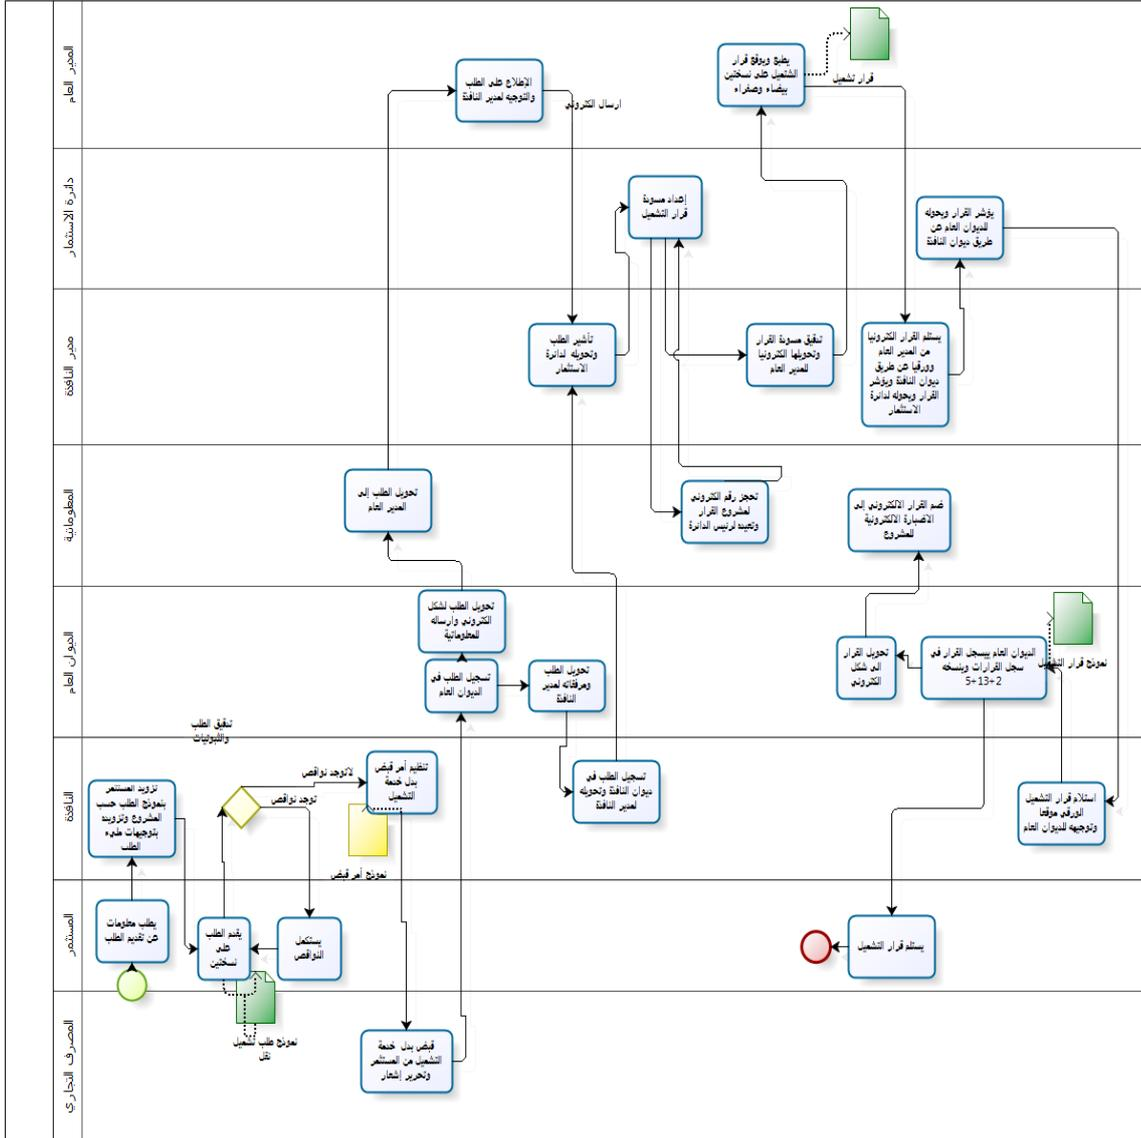 المدير العام
الإطلاع على الطلب
والتوجيه لمدير النافذة
ارسال الكتروني
يطبع ويوقع قرار
التشغيل على نسختين
بيضاء وصفراء
قرار تشغيل
دائرة الاستثمار
إعداد مسودة
قرار التشغيل
يؤشر القرار ويحوله
للديوان العام عن
طريق ديوان النافذة
مدير النافذة
تأشير الطلب
وتحويله لدائرة
الاستثمار
تدقيق مسودة القرار
وتحويلها الكترونيا
للمدير العام
يستلم القرار الكترونيا
من المدير العام
وورقيا عن طريق
ديوان النافذة ويؤشر
القرار ويحوله لدائرة
الاستثمار
المعلوماتية
تحويل الطلب إلى
المدير العام
تحجز رقم الكتروني
لمشروع القرار
وتعيده لرئيس الدائرة
ضم القرار الالكتروني إلى
الاضبارة الالكترونية
للمشروع
الديوان العام
تحويل الطلب لشكل
الكتروني وارساله
للمعلوماتية
تسجيل الطلب في
الديوان العام
تحويل الطلب
ومرفقاته لمدير
النافذة
تحويل القرار
الى شكل
الكتروني
الديوان العام ييسجل القرار في
سجل القرارات وينسخه
5+13+2
نموذج قرار التشغيل
تدقيق الطلب
والثبوتيات
النافذة
تزويد المستثمر
بنموذج الطلب حسب
المشروع وتزويده
بتوجيهات مليء
الطلب
لاتوجد نواقص
توجد نواقص
تنظيم أمر قبض
بدل خدمة
التشغيل
نموذج أمر قبض
تسجيل الطلب في
ديوان النافذة وتحويله
لمدير النافذة
استلام قرار التشغيل
الورقي موقعا
وتوجيهه للديوان العام
المستثمر
يطلب معلومات
عن تقديم الطلب
يقدم الطلب
على
نسختين
يستكمل
النواقص
يستلم قرار التشغيل
نموذج طلب تشغيل
نقل
المصرف التجاري
قبض بدل خدمة
التشغيل من المستثمر
وتحرير إشعار